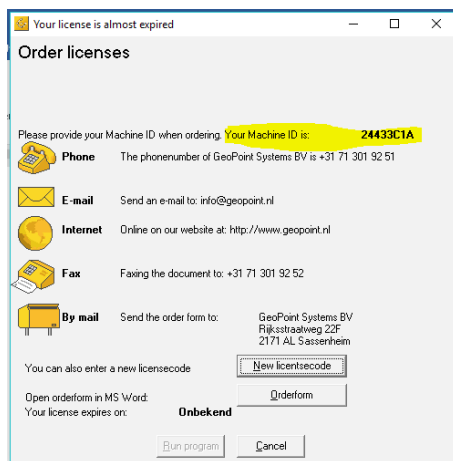 Your license is almost expired
Order licenses
Please provide your Machine ID when ordering. Your Machine ID is: 24433C1A
Phone The phonenumber of GeoPoint Systems BV is +31 71 301 92 51
E-mail Send an e-mail to: info@geopoint.nl
Internet Online on our website at: http://www.geopoint.nl
Fax Faxing the document to: +31 71 301 92 52
By mail Send the order form to: GeoPoint Systems BV
Rijksstraatweg 22F
2171 AL Sassenheim
You can also enter a new licensecode New licentsecode
Open orderform in MS Word: Orderform
Your license expires on: Onbekend
Run program Cancel